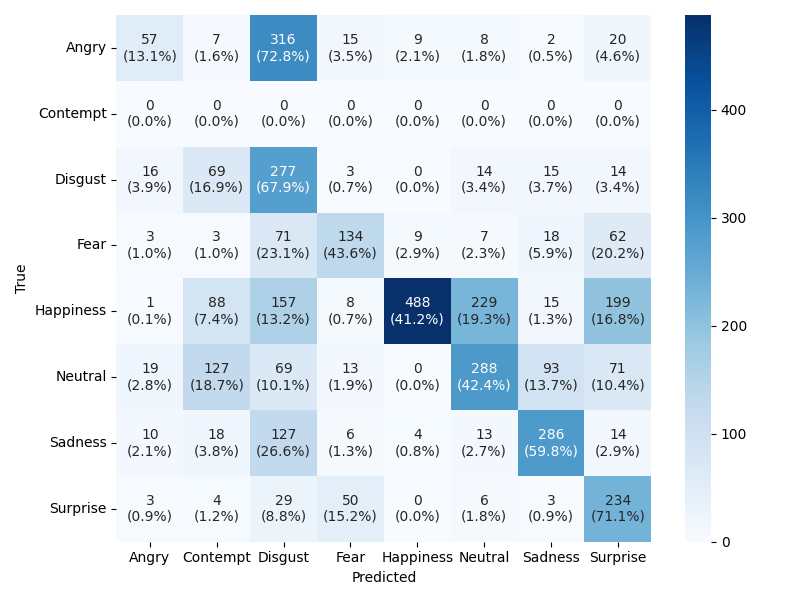 Angry 57 7 316 15 9 8 2 20
(13.1%) (1.6%) (72.8%) (3.5%) (2.1%) (1.8%) (0.5%) (4.6%)
Contempt 0 0 0 0 0 0 0 0
(0.0%) (0.0%) (0.0%) (0.0%) (0.0%) (0.0%) (0.0%) (0.0%)
400
Disgust 16 69 277 3 0 14 15 14
(3.9%) (16.9%) (67.9%) (0.7%) (0.0%) (3.4%) (3.7%) (3.4%)
Fear 3 3 71 134 9 7 18 62
(1.0%) (1.0%) (23.1%) (43.6%) (2.9%) (2.3%) (5.9%) (20.2%)
300
True
Happiness 1 88 157 8 488 229 15 199
(0.1%) (7.4%) (13.2%) (0.7%) (41.2%) (19.3%) (1.3%) (16.8%)
200
Neutral 19 127 69 13 0 288 93 71
(2.8%) (18.7%) (10.1%) (1.9%) (0.0%) (42.4%) (13.7%) (10.4%)
100
Sadness 10 18 127 6 4 13 286 14
(2.1%) (3.8%) (26.6%) (1.3%) (0.8%) (2.7%) (59.8%) (2.9%)
Surprise 3 4 29 50 0 6 3 234
(0.9%) (1.2%) (8.8%) (15.2%) (0.0%) (1.8%) (0.9%) (71.1%)
0
Angry Contempt Disgust Fear Happiness Neutral Sadness Surprise
Predicted